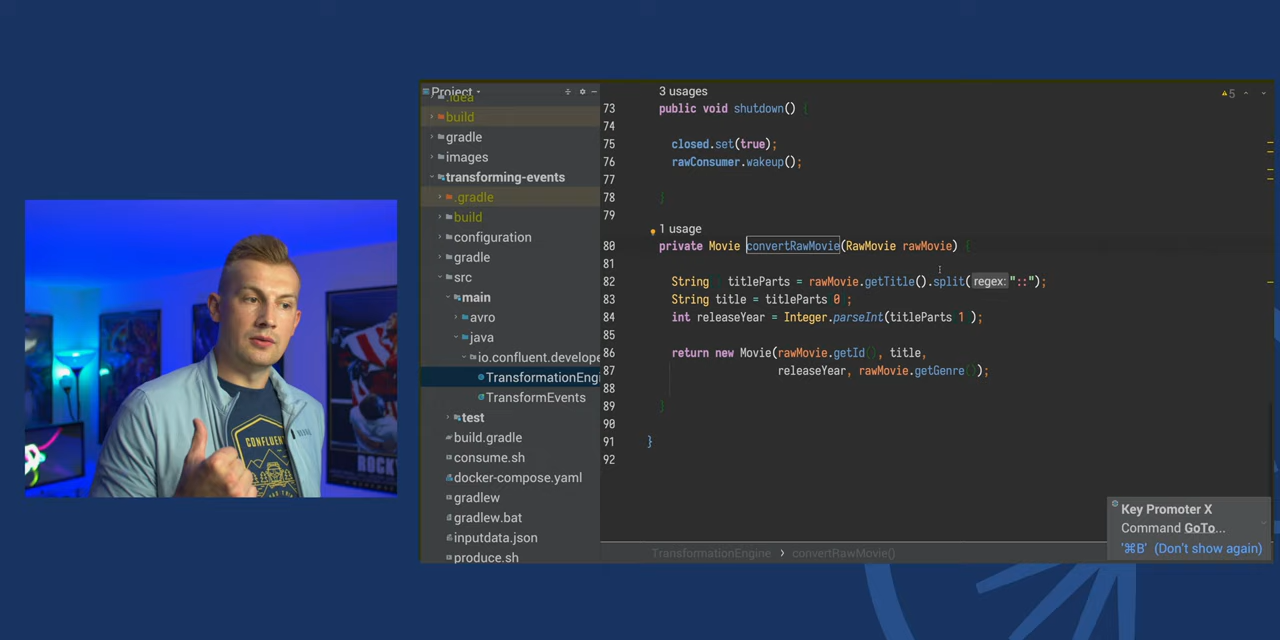 Project
.idea
build
gradle
images
transforming-events
.gradle
build
configuration
gradle
src
main
avro
java
io.confluent.develope
TransformationEngi
TransformEvents
test
build.gradle
consume.sh
docker-compose.yaml
gradlew
gradlew.bat
inputdata.json
produce.sh
3 usages
73 public void shutdown() {
74
75 closed.set(true);
76 rawConsumer.wakeup();
77
78 }
79
1 usage
80 private Movie convertRawMovie(RawMovie rawMovie) {
81
82 String titleParts = rawMovie.getTitle().split( regex: "::");
83 String title = titleParts 0 ;
84 int releaseYear = Integer.parseInt(titleParts 1 );
85
86 return new Movie(rawMovie.getId(), title,
87 releaseYear, rawMovie.getGenre());
88
89 }
90
91 }
92
5
TransformationEngine › convertRawMovie()
Key Promoter X
Command GoTo...
'⌘B' (Don't show again)
CONFLUENT
ROCKY